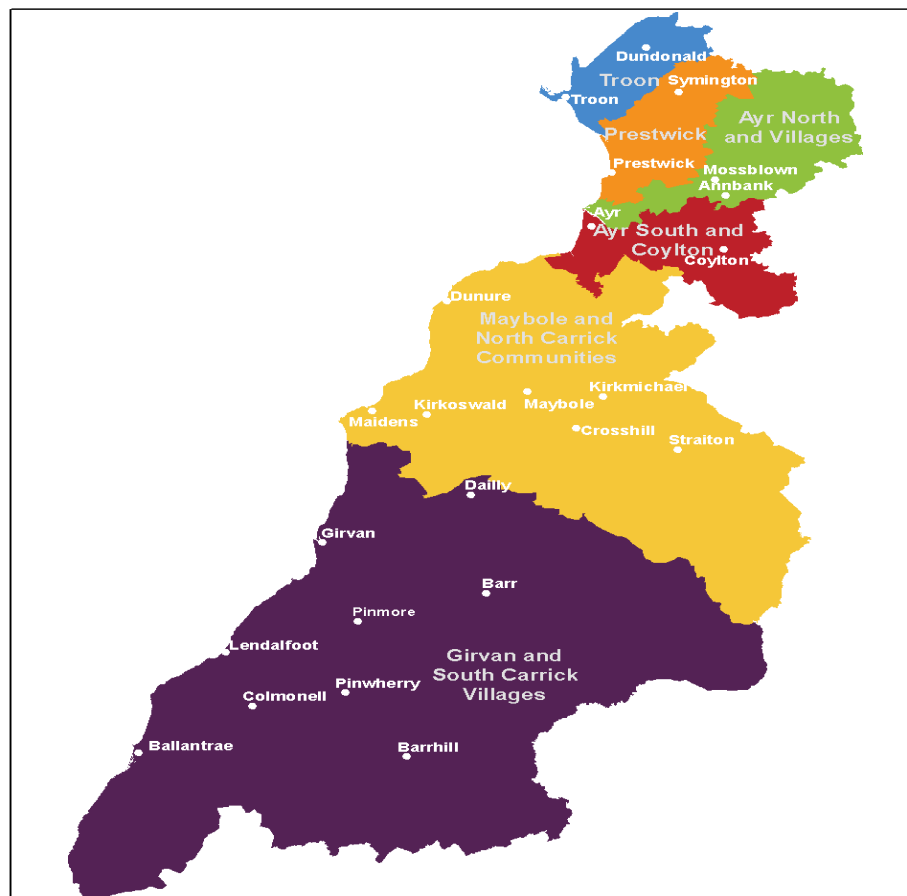 Dundonald
Troon
Symington
Troon
Ayr North
and Villages
Prestwick
Prestwick
Mossblown
Annbank
Ayr
Ayr South and
Coylton
Coylton
Dunure
Maybole and
North Carrick
Communities
Kirkmichael
Kirkoswald
Maybole
Maidens
Crosshill
Straiton
Dailly
Girvan
Barr
Pinmore
Lendalfoot
Girvan and
South Carrick
Villages
Pinwherry
Colmonell
Ballantrae
Barrhill